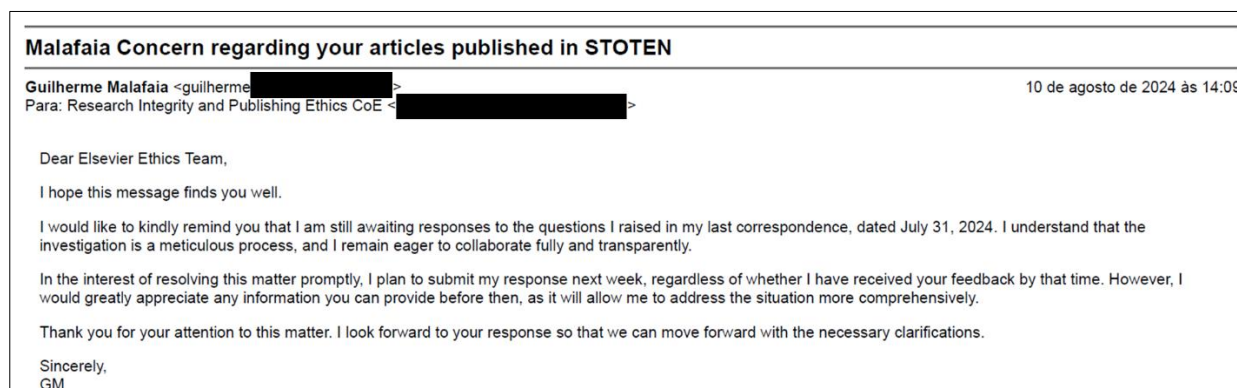 Malafaia Concern regarding your articles published in STOTEN
Guilherme Malafaia <guilherme >
10 de agosto de 2024 às 14:09
Para: Research Integrity and Publishing Ethics CoE < >
Dear Elsevier Ethics Team,
I hope this message finds you well.
I would like to kindly remind you that I am still awaiting responses to the questions I raised in my last correspondence, dated July 31, 2024. I understand that the
investigation is a meticulous process, and I remain eager to collaborate fully and transparently.
In the interest of resolving this matter promptly, I plan to submit my response next week, regardless of whether I have received your feedback by that time. However, I
would greatly appreciate any information you can provide before then, as it will allow me to address the situation more comprehensively.
Thank you for your attention to this matter. I look forward to your response so that we can move forward with the necessary clarifications.
Sincerely,
GM